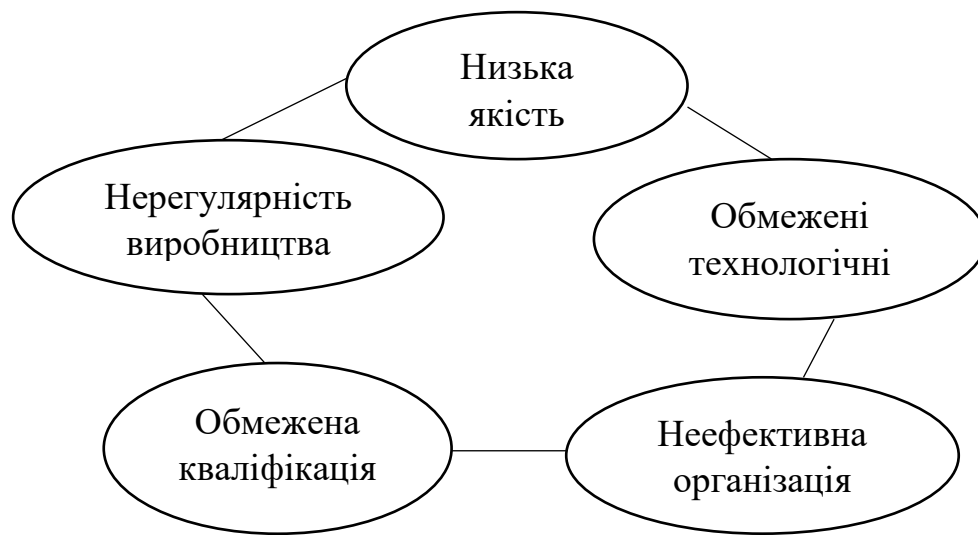 Низька
якість
Нерегулярність
виробництва
Обмежені
технологічні
Обмежена
кваліфікація
Неефективна
організація